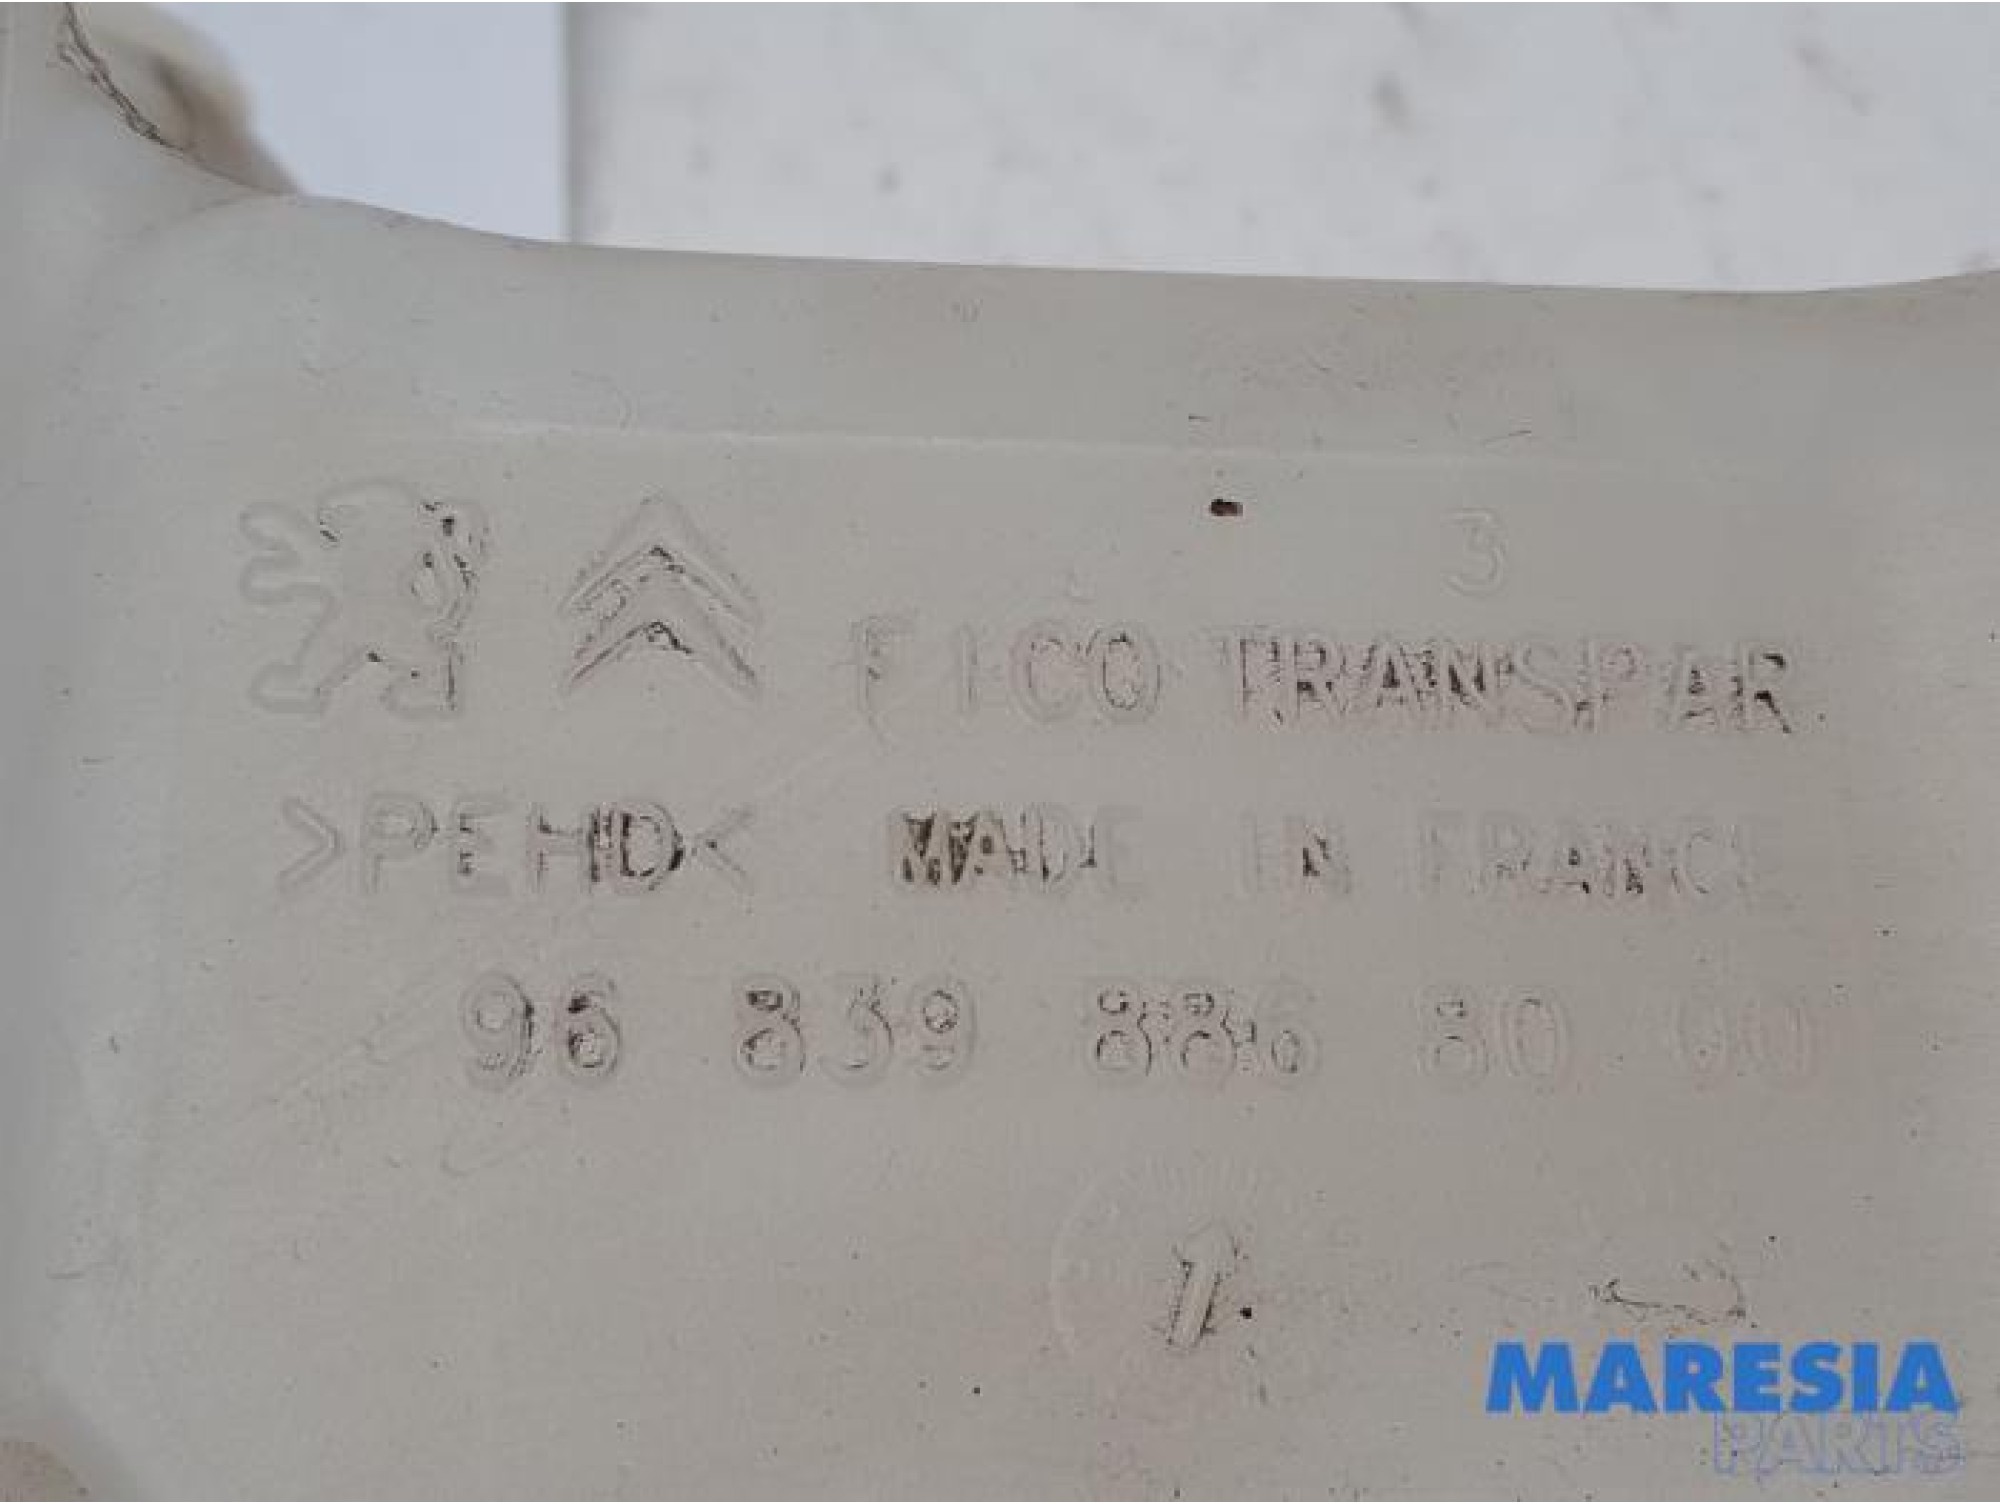 3
FICO TRANSPAR
>PEHD< MADE IN FRANCE
96 839 886 80 00
MARESIA
PARTS